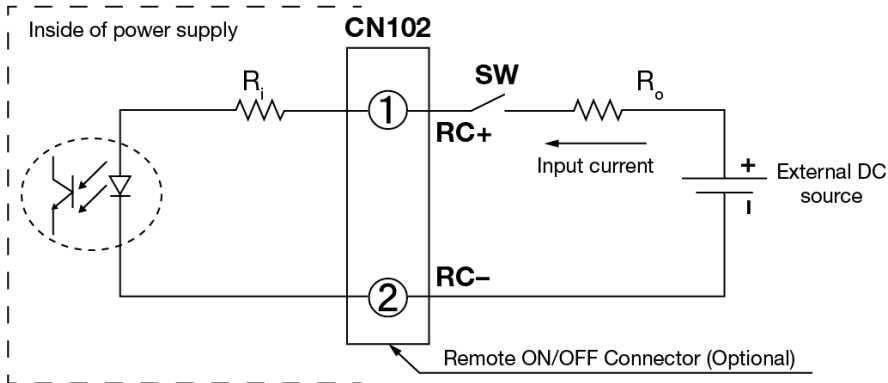 Inside of power supply
CN102
Ri
1
SW
Ro
RC+
Input current
+
External DC
source
−
2
RC−
Remote ON/OFF Connector (Optional)